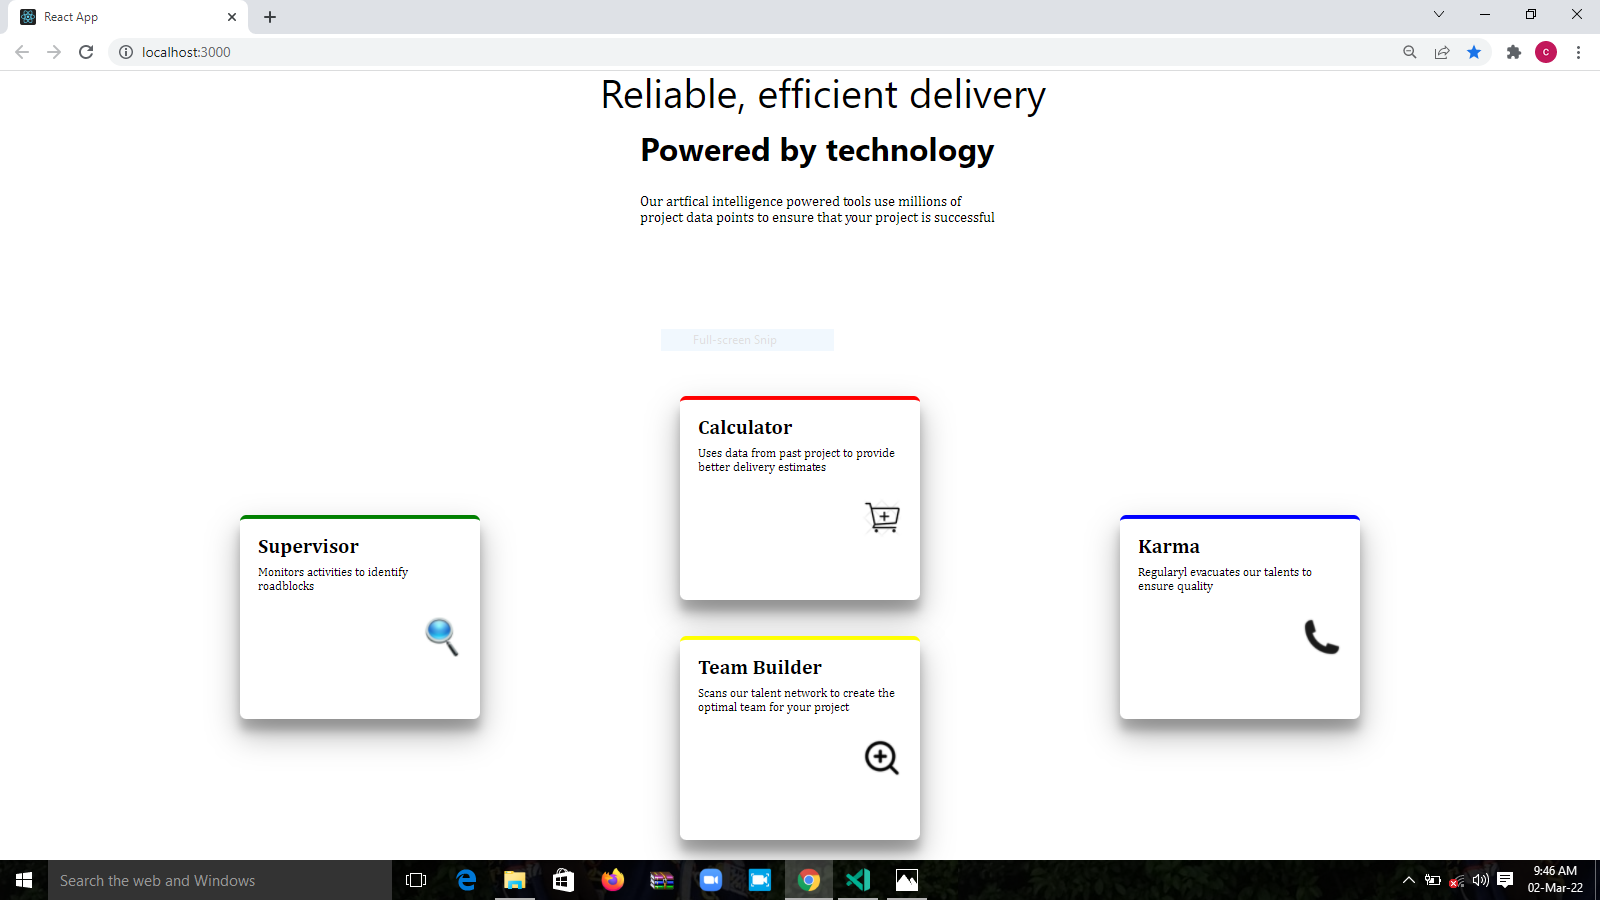 React App
localhost:3000
C
Reliable, efficient delivery
Powered by technology
Our artfical intelligence powered tools use millions of
project data points to ensure that your project is successful
Full-screen Snip
Calculator
Uses data from past project to provide
better delivery estimates
Supervisor
Monitors activities to identify
roadblocks
Karma
Regularyl evacuates our talents to
ensure quality
Team Builder
Scans our talent network to create the
optimal team for your project
Search the web and Windows
9:46 AM
02-Mar-22